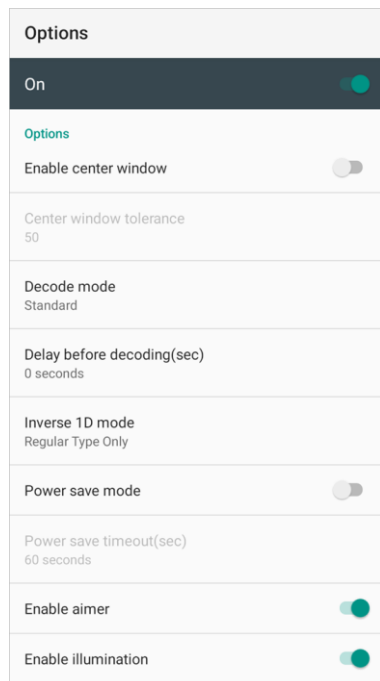 Options
On
Options
Enable center window
Center window tolerance
50
Decode mode
Standard
Delay before decoding(sec)
0 seconds
Inverse 1D mode
Regular Type Only
Power save mode
Power save timeout(sec)
60 seconds
Enable aimer
Enable illumination